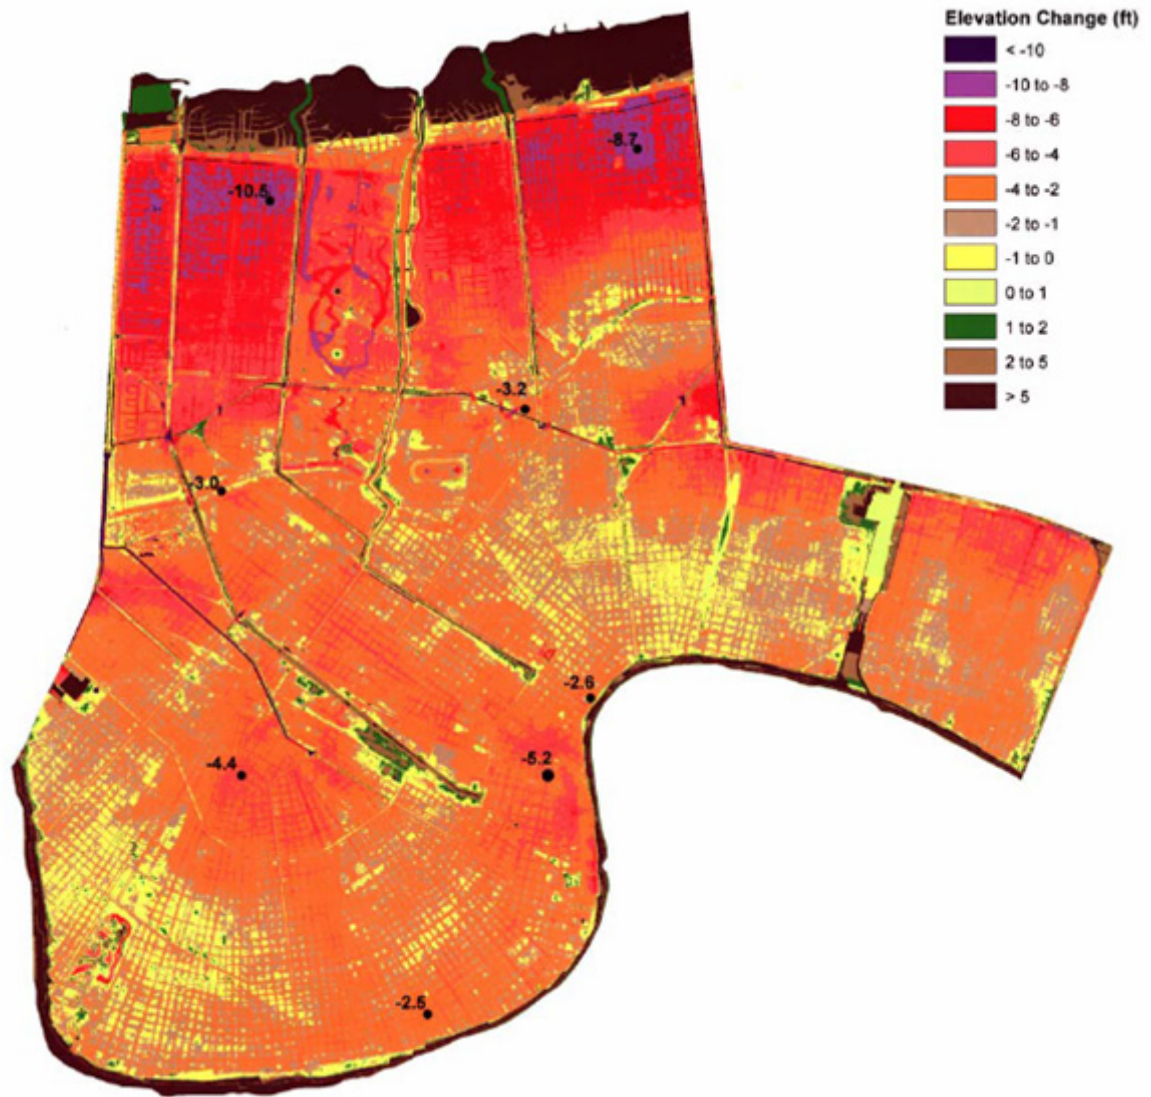 Elevation Change (ft)
< -10
-10 to -8
-8 to -6
-6 to -4
-4 to -2
-2 to -1
-1 to 0
0 to 1
1 to 2
2 to 5
> 5
-8.7
-10.5
-3.2
-3.0
-2.6
-5.2
-4.4
-2.5